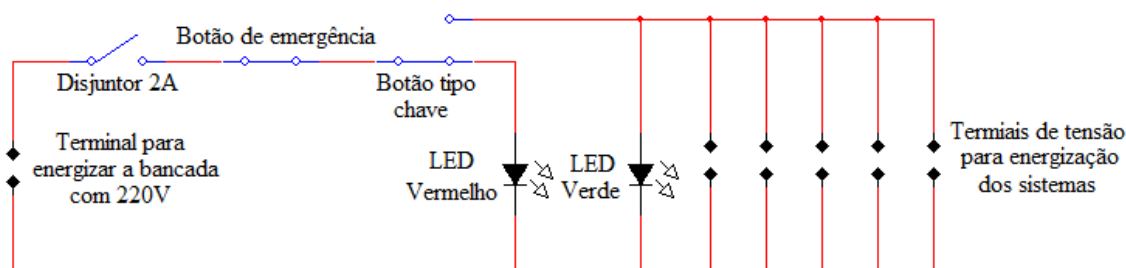 Botão de emergência
Disjuntor 2A
Botão tipo
chave
Terminal para
energizar a bancada
com 220V
LED
Vermelho
LED
Verde
Termiais de tensão
para energização
dos sistemas